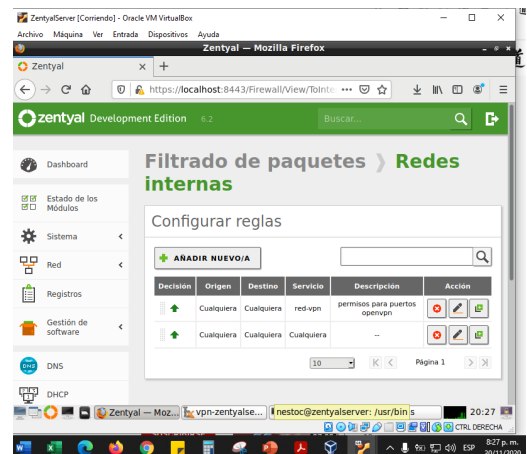 ZentyalServer [Corriendo] - Oracle VM VirtualBox
Archivo Máquina Ver Entrada Dispositivos Ayuda
Zentyal — Mozilla Firefox
Zentyal
https://localhost:8443/Firewall/View/ToInte
zentyal Development Edition 6.2
Buscar...
Dashboard
Estado de los Módulos
Sistema
Red
Registros
Gestión de software
DNS
DHCP
Filtrado de paquetes ❭ Redes
internas
Configurar reglas
AÑADIR NUEVO/A
Decisión Origen Destino Servicio Descripción Acción
Cualquiera Cualquiera red-vpn permisos para puertos openvpn
Cualquiera Cualquiera Cualquiera --
10 Página 1
Zentyal — Moz... vpn-zentyalse... nestoc@zentyalserver: /usr/bin s 20:27
CTRL DERECHA
ESP 8:27 p. m.
20/11/2020